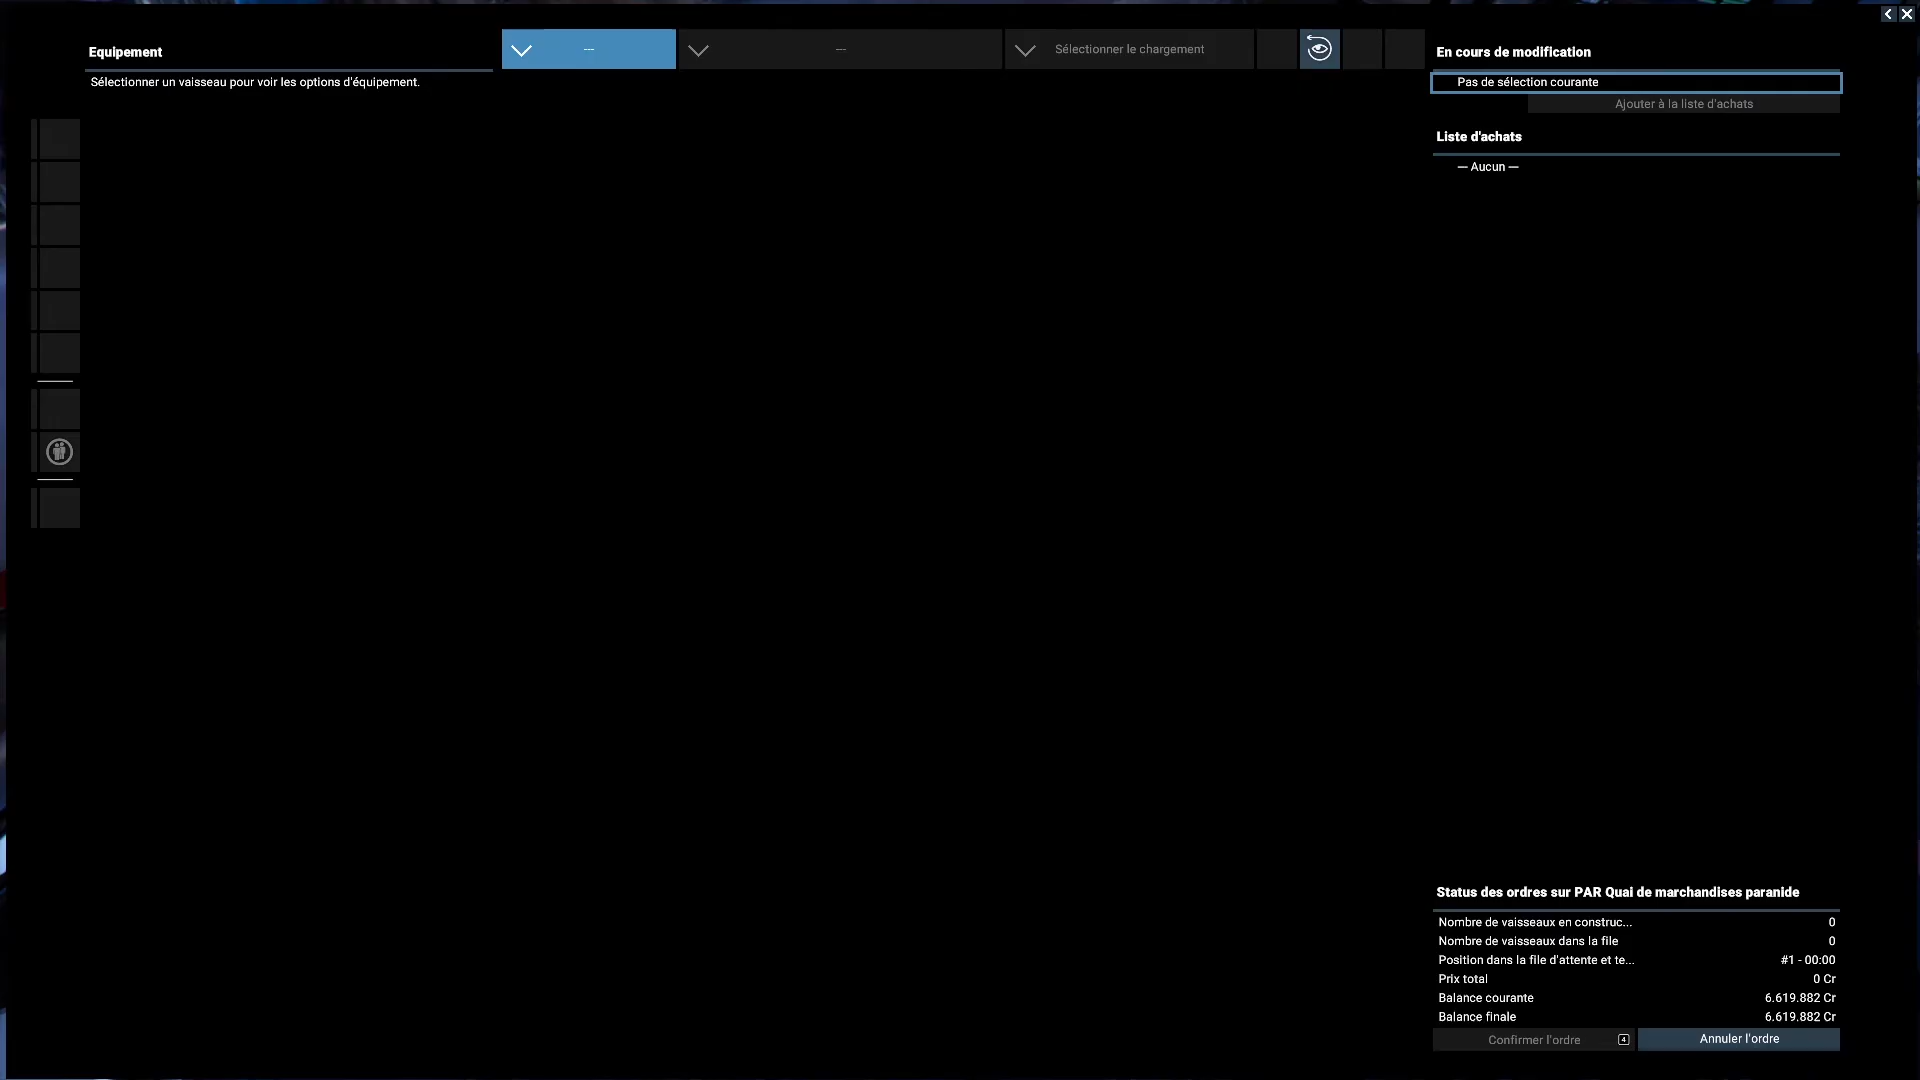 Equipement
Sélectionner un vaisseau pour voir les options d'équipement.
---
---
Sélectionner le chargement
En cours de modification
Pas de sélection courante
Ajouter à la liste d'achats
Liste d'achats
— Aucun —
Status des ordres sur PAR Quai de marchandises paranide
Nombre de vaisseaux en construc... 0
Nombre de vaisseaux dans la file 0
Position dans la file d'attente et te... #1 - 00:00
Prix total 0 Cr
Balance courante 6.619.882 Cr
Balance finale 6.619.882 Cr
Confirmer l'ordre 4
Annuler l'ordre